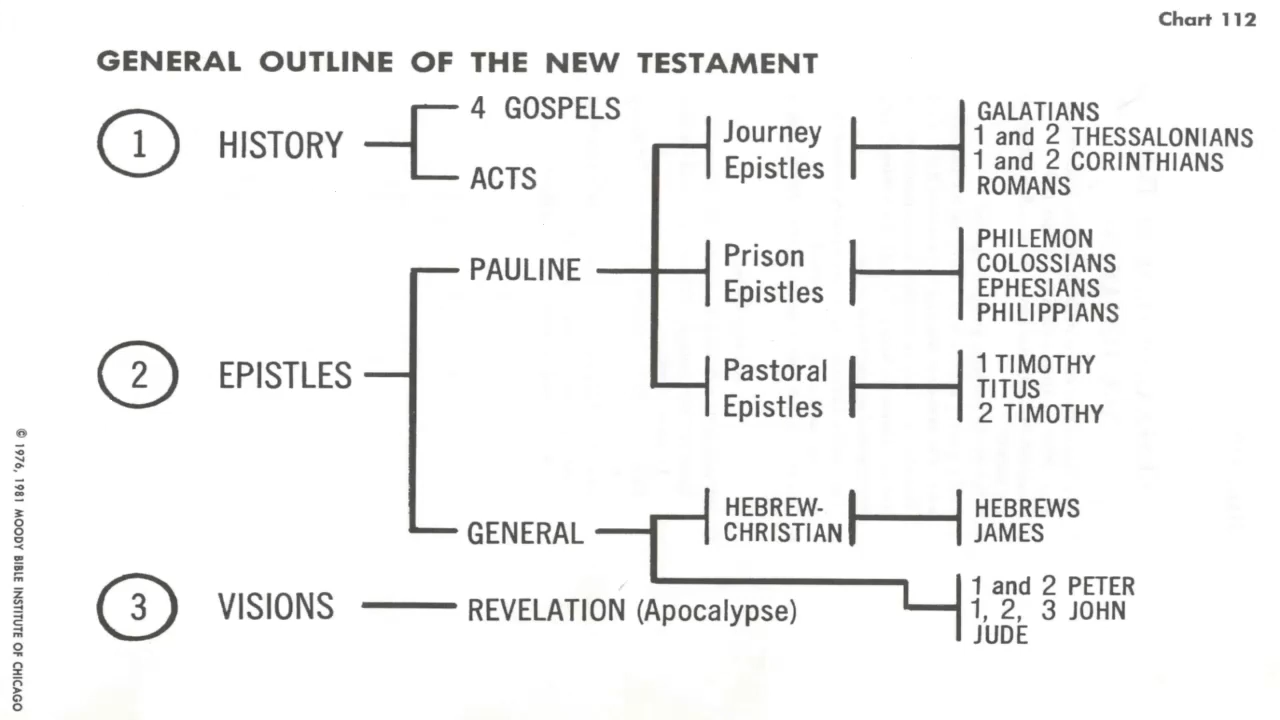 Chart 112
GENERAL OUTLINE OF THE NEW TESTAMENT
1 HISTORY
4 GOSPELS
ACTS
2 EPISTLES
PAULINE
Journey
Epistles
GALATIANS
1 and 2 THESSALONIANS
1 and 2 CORINTHIANS
ROMANS
Prison
Epistles
PHILEMON
COLOSSIANS
EPHESIANS
PHILIPPIANS
Pastoral
Epistles
1 TIMOTHY
TITUS
2 TIMOTHY
GENERAL
HEBREW-
CHRISTIAN
HEBREWS
JAMES
1 and 2 PETER
1, 2, 3 JOHN
JUDE
3 VISIONS
REVELATION (Apocalypse)
© 1976, 1981 MOODY BIBLE INSTITUTE OF CHICAGO